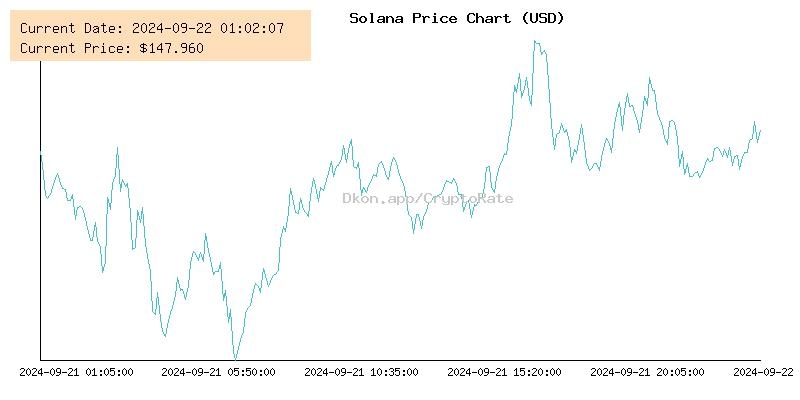 Solana Price Chart (USD)
Current Date: 2024-09-22 01:02:07
Current Price: $147.960
Dkon.app/CryptoRate
2024-09-21 01:05:00 2024-09-21 05:50:00 2024-09-21 10:35:00 2024-09-21 15:20:00 2024-09-21 20:05:00 2024-09-22